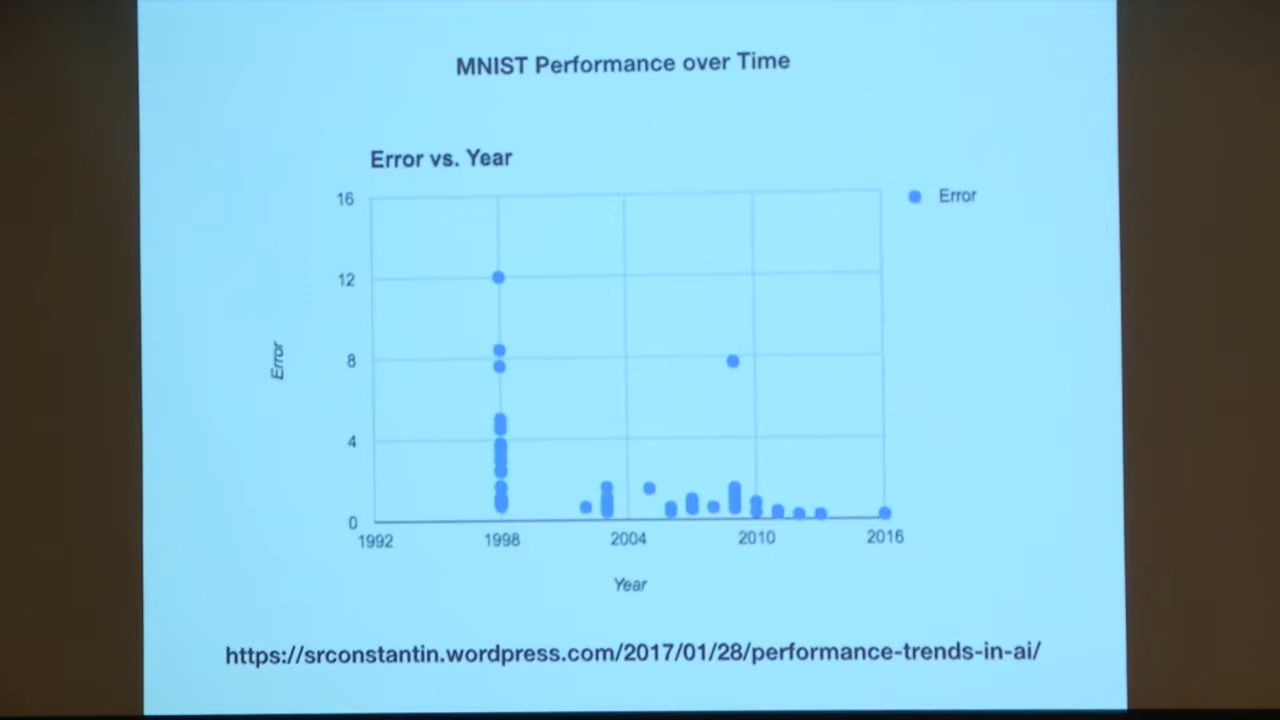 MNIST Performance over Time
Error vs. Year
Error
16
12
8
4
0
Error
1992
1998
2004
2010
2016
Year
https://srconstantin.wordpress.com/2017/01/28/performance-trends-in-ai/